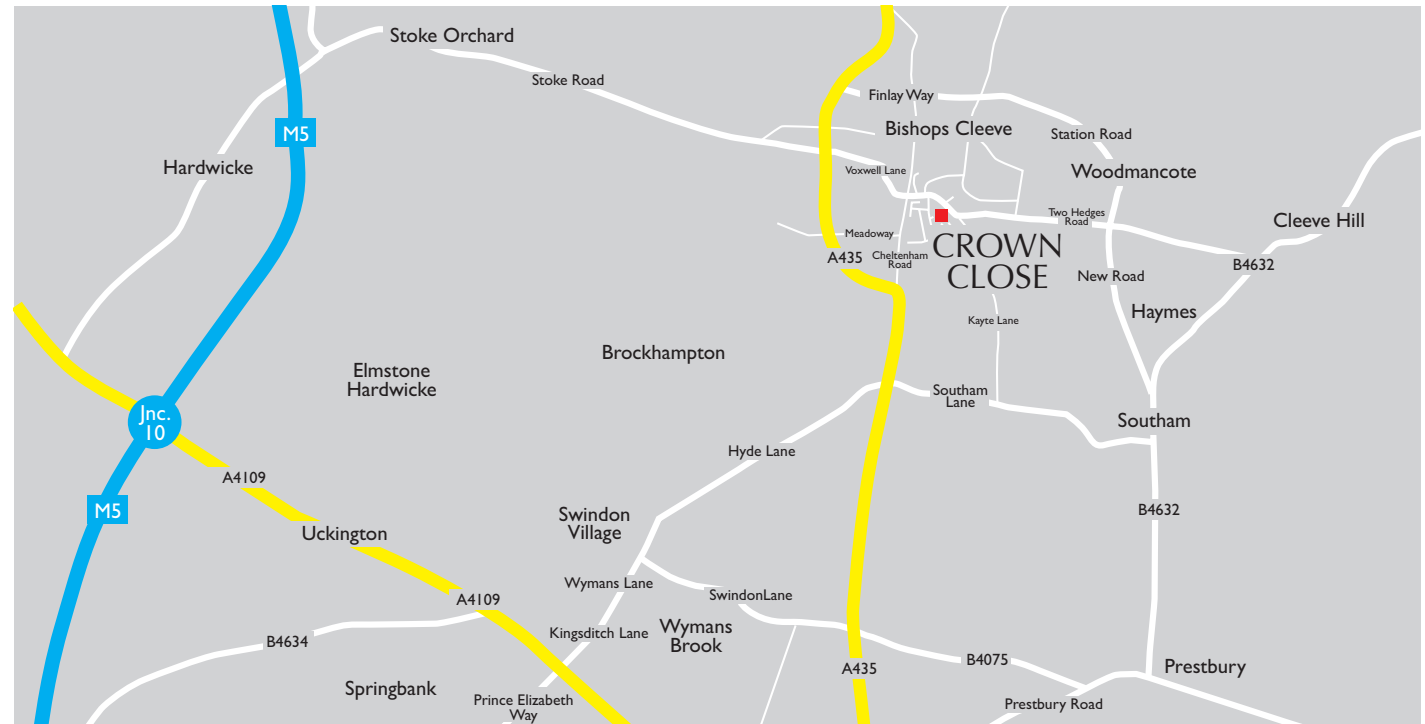 Stoke Orchard
Stoke Road
Finlay Way
M5
Bishops Cleeve
Station Road
Hardwicke
Voxwell Lane
Woodmancote
Two Hedges
Road
Cleeve Hill
Meadoway
CROWN
CLOSE
A435
Cheltenham
Road
B4632
New Road
Haymes
Kayte Lane
Brockhampton
Elmstone
Hardwicke
Southam
Lane
Jnc.
10
Southam
Hyde Lane
A4109
M5
B4632
Swindon
Village
Uckington
Wymans Lane
SwindonLane
A4109
Kingsditch Lane
Wymans
Brook
B4634
B4075
A435
Prestbury
Springbank
Prince Elizabeth
Way
Prestbury Road